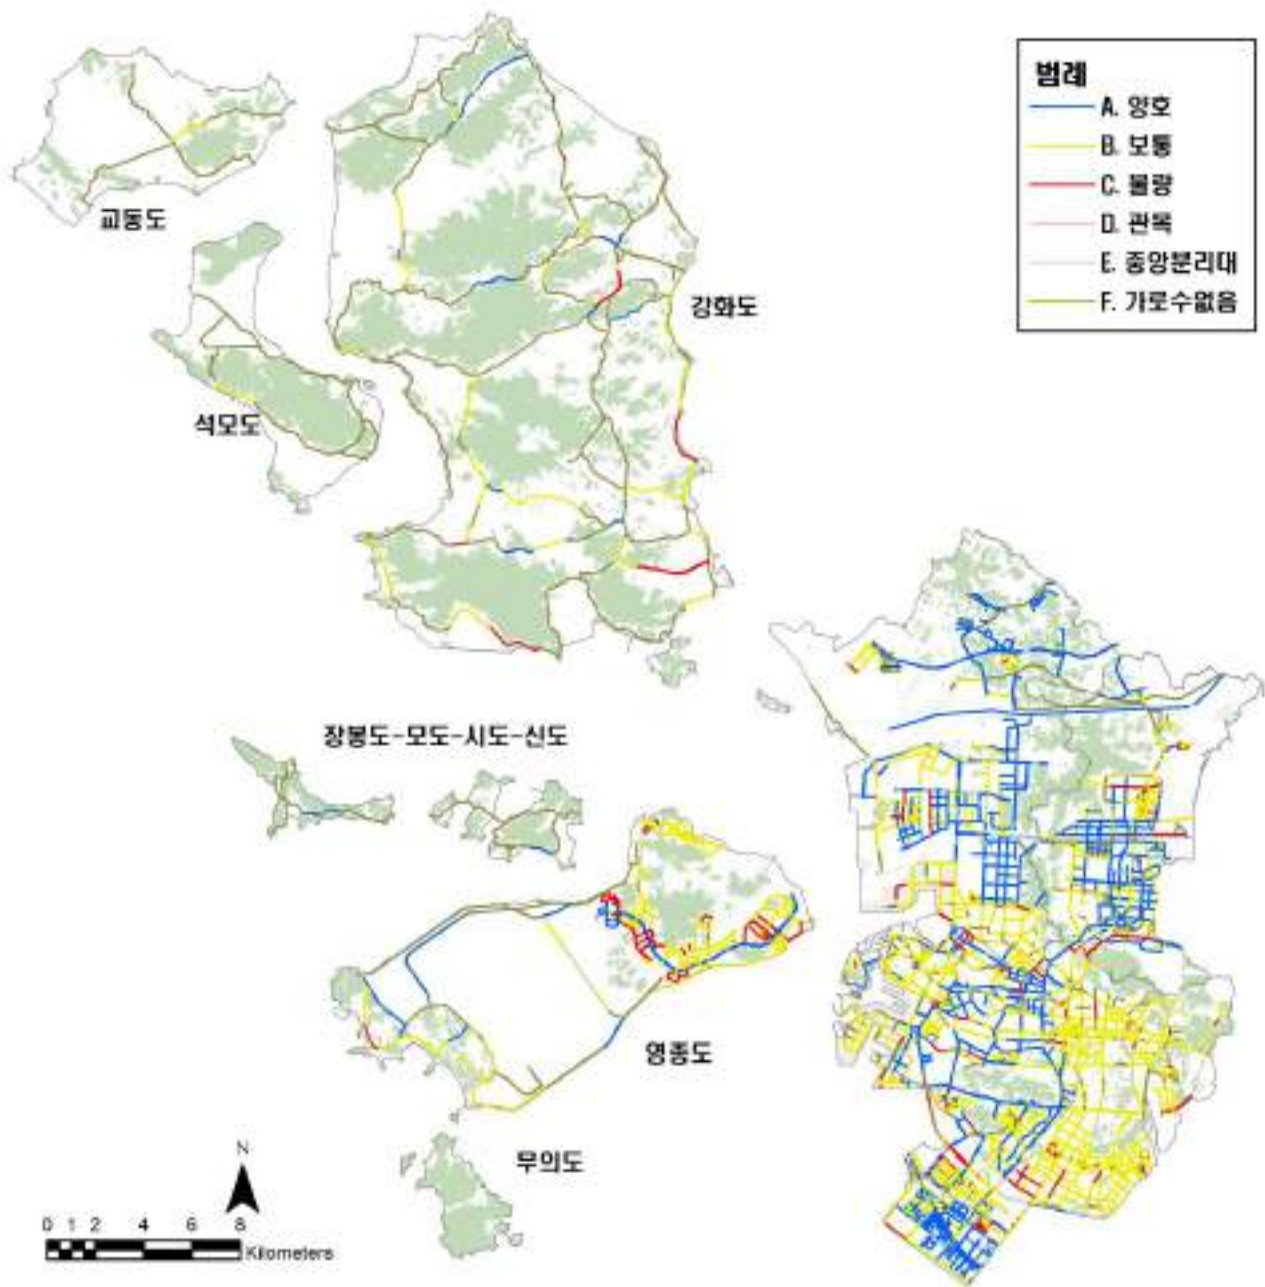 범례
A. 양호
B. 보통
C. 불량
D. 관목
E. 중앙분리대
F. 가로수없음
교동도
강화도
석모도
장봉도-모도-시도-신도
영종도
무의도
N
0 1 2 4 6 8
Kilometers